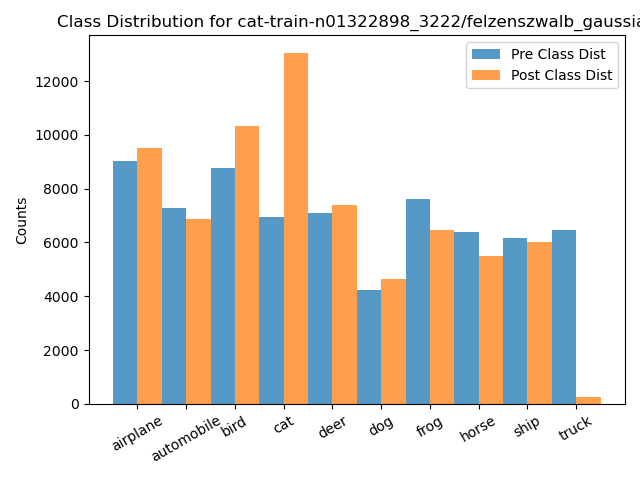 Class Distribution for cat-train-n01322898_3222/felzenszwalb_gaussia
Pre Class Dist
Post Class Dist
Counts
12000
10000
8000
6000
4000
2000
0
airplane
automobile
bird
cat
deer
dog
frog
horse
ship
truck